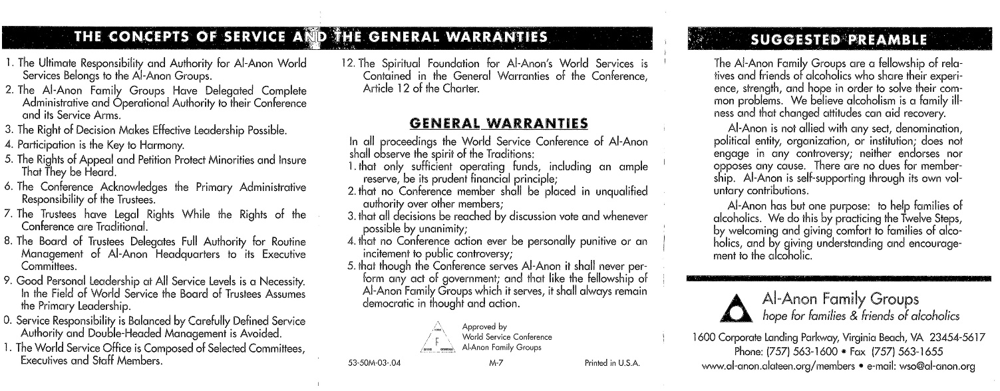 THE CONCEPTS OF SERVICE AND THE GENERAL WARRANTIES
1. The Ultimate Responsibility and Authority for Al-Anon World
Services Belongs to the Al-Anon Groups.
2. The Al-Anon Family Groups Have Delegated Complete
Administrative and Operational Authority to their Conference
and its Service Arms.
3. The Right of Decision Makes Effective Leadership Possible.
4. Participation is the Key to Harmony.
5. The Rights of Appeal and Petition Protect Minorities and Insure
That They be Heard.
6. The Conference Acknowledges the Primary Administrative
Responsibility of the Trustees.
7. The Trustees have Legal Rights While the Rights of the
Conference are Traditional.
8. The Board of Trustees Delegates Full Authority for Routine
Management of Al-Anon Headquarters to its Executive
Committees.
9. Good Personal Leadership at All Service Levels is a Necessity.
In the Field of World Service the Board of Trustees Assumes
the Primary Leadership.
0. Service Responsibility is Balanced by Carefully Defined Service
Authority and Double-Headed Management is Avoided.
1. The World Service Office is Composed of Selected Committees,
Executives and Staff Members.
12. The Spiritual Foundation for Al-Anon's World Services is
Contained in the General Warranties of the Conference,
Article 12 of the Charter.
GENERAL WARRANTIES
In all proceedings the World Service Conference of Al-Anon
shall observe the spirit of the Traditions:
1. that only sufficient operating funds, including an ample
reserve, be its prudent financial principle;
2. that no Conference member shall be placed in unqualified
authority over other members;
3. that all decisions be reached by discussion vote and whenever
possible by unanimity;
4. that no Conference action ever be personally punitive or an
incitement to public controversy;
5. that though the Conference serves Al-Anon it shall never per-
form any act of government; and that like the fellowship of
Al-Anon Family Groups which it serves, it shall always remain
democratic in thought and action.
F
Approved by
World Service Conference
Al-Anon Family Groups
53-50M-03-.04 M-7 Printed in U.S.A.
SUGGESTED PREAMBLE
The Al-Anon Family Groups are a fellowship of rela-
tives and friends of alcoholics who share their experi-
ence, strength, and hope in order to solve their com-
mon problems. We believe alcoholism is a family ill-
ness and that changed attitudes can aid recovery.
Al-Anon is not allied with any sect, denomination,
political entity, organization, or institution; does not
engage in any controversy; neither endorses nor
opposes any cause. There are no dues for member-
ship. Al-Anon is self-supporting through its own vol-
untary contributions.
Al-Anon has but one purpose: to help families of
alcoholics. We do this by practicing the Twelve Steps,
by welcoming and giving comfort to families of alco-
holics, and by giving understanding and encourage-
ment to the alcoholic.
Al-Anon Family Groups
hope for families & friends of alcoholics
1600 Corporate Landing Parkway, Virginia Beach, VA 23454-5617
Phone: (757) 563-1600 • Fax (757) 563-1655
www.al-anon.alateen.org/members • e-mail: wso@al-anon.org